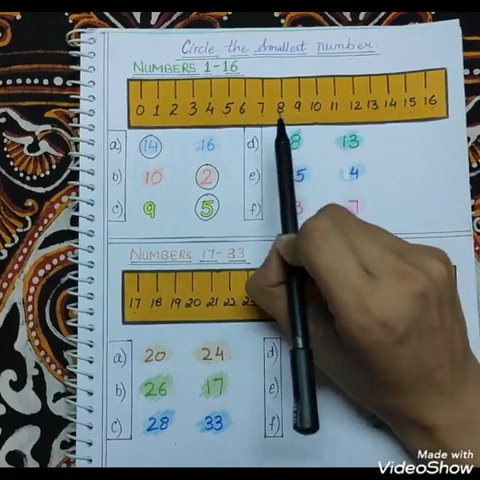 Circle the smallest number.
NUMBERS 1-16
0 1 2 3 4 5 6 7 8 9 10 11 12 13 14 15 16
a) 14 16 d) 8 13
b) 10 2 e) 5 4
c) 9 5 f) 7
NUMBERS 17-33
17 18 19 20 21 22
a) 20 24 d)
b) 26 17 e)
c) 28 33 f)
Made with
VideoShow